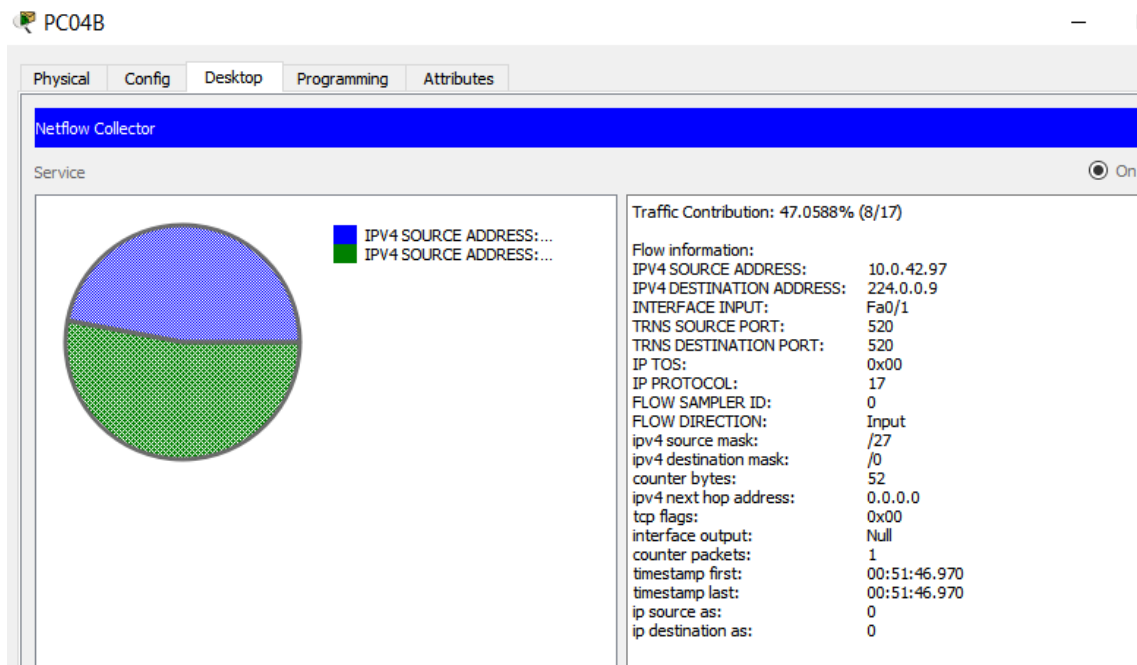 PC04B
Physical Config Desktop Programming Attributes
Netflow Collector
Service
On
IPV4 SOURCE ADDRESS:...
IPV4 SOURCE ADDRESS:...
Traffic Contribution: 47.0588% (8/17)
Flow information:
IPV4 SOURCE ADDRESS: 10.0.42.97
IPV4 DESTINATION ADDRESS: 224.0.0.9
INTERFACE INPUT: Fa0/1
TRNS SOURCE PORT: 520
TRNS DESTINATION PORT: 520
IP TOS: 0x00
IP PROTOCOL: 17
FLOW SAMPLER ID: 0
FLOW DIRECTION: Input
ipv4 source mask: /27
ipv4 destination mask: /0
counter bytes: 52
ipv4 next hop address: 0.0.0.0
tcp flags: 0x00
interface output: Null
counter packets: 1
timestamp first: 00:51:46.970
timestamp last: 00:51:46.970
ip source as: 0
ip destination as: 0